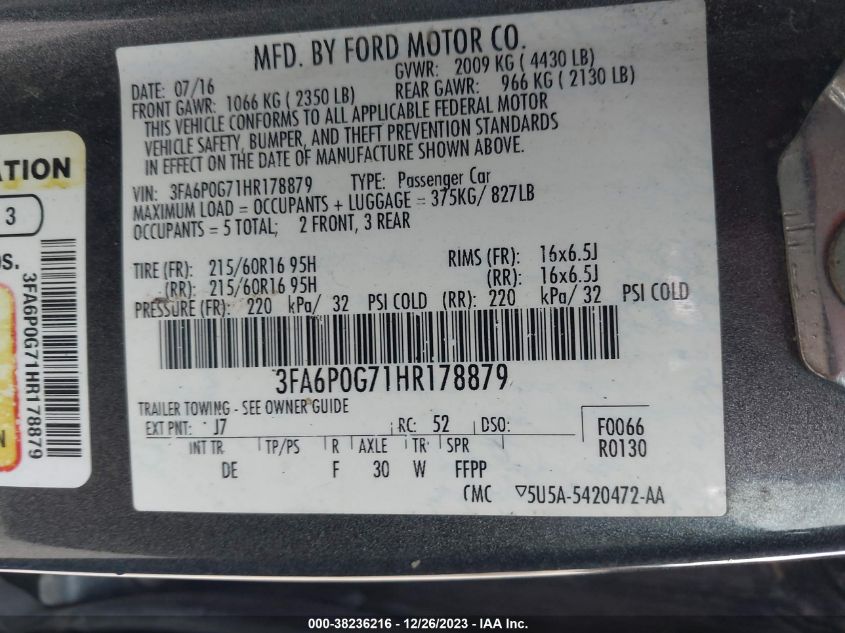 MFD. BY FORD MOTOR CO.
DATE: 07/16 GVWR: 2009 KG ( 4430 LB)
FRONT GAWR: 1066 KG ( 2350 LB) REAR GAWR: 966 KG ( 2130 LB)
THIS VEHICLE CONFORMS TO ALL APPLICABLE FEDERAL MOTOR
VEHICLE SAFETY, BUMPER, AND THEFT PREVENTION STANDARDS
IN EFFECT ON THE DATE OF MANUFACTURE SHOWN ABOVE.
VIN: 3FA6P0G71HR178879 TYPE: Passenger Car
MAXIMUM LOAD = OCCUPANTS + LUGGAGE = 375KG/ 827LB
OCCUPANTS = 5 TOTAL; 2 FRONT, 3 REAR
TIRE (FR): 215/60R16 95H RIMS (FR): 16x6.5J
(RR): 215/60R16 95H (RR): 16x6.5J
PRESSURE (FR): 220 kPa/ 32 PSI COLD (RR): 220 kPa/ 32 PSI COLD
3FA6P0G71HR178879
TRAILER TOWING - SEE OWNER GUIDE
EXT PNT: J7 RC: 52 DSO: F0066
INT TR TP/PS R AXLE TR SPR R0130
DE F 30 W FFPP
CMC ▽5U5A-5420472-AA
ATION
3
OS.
3FA6P0G71HR178879
N
000-38236216 - 12/26/2023 - IAA Inc.